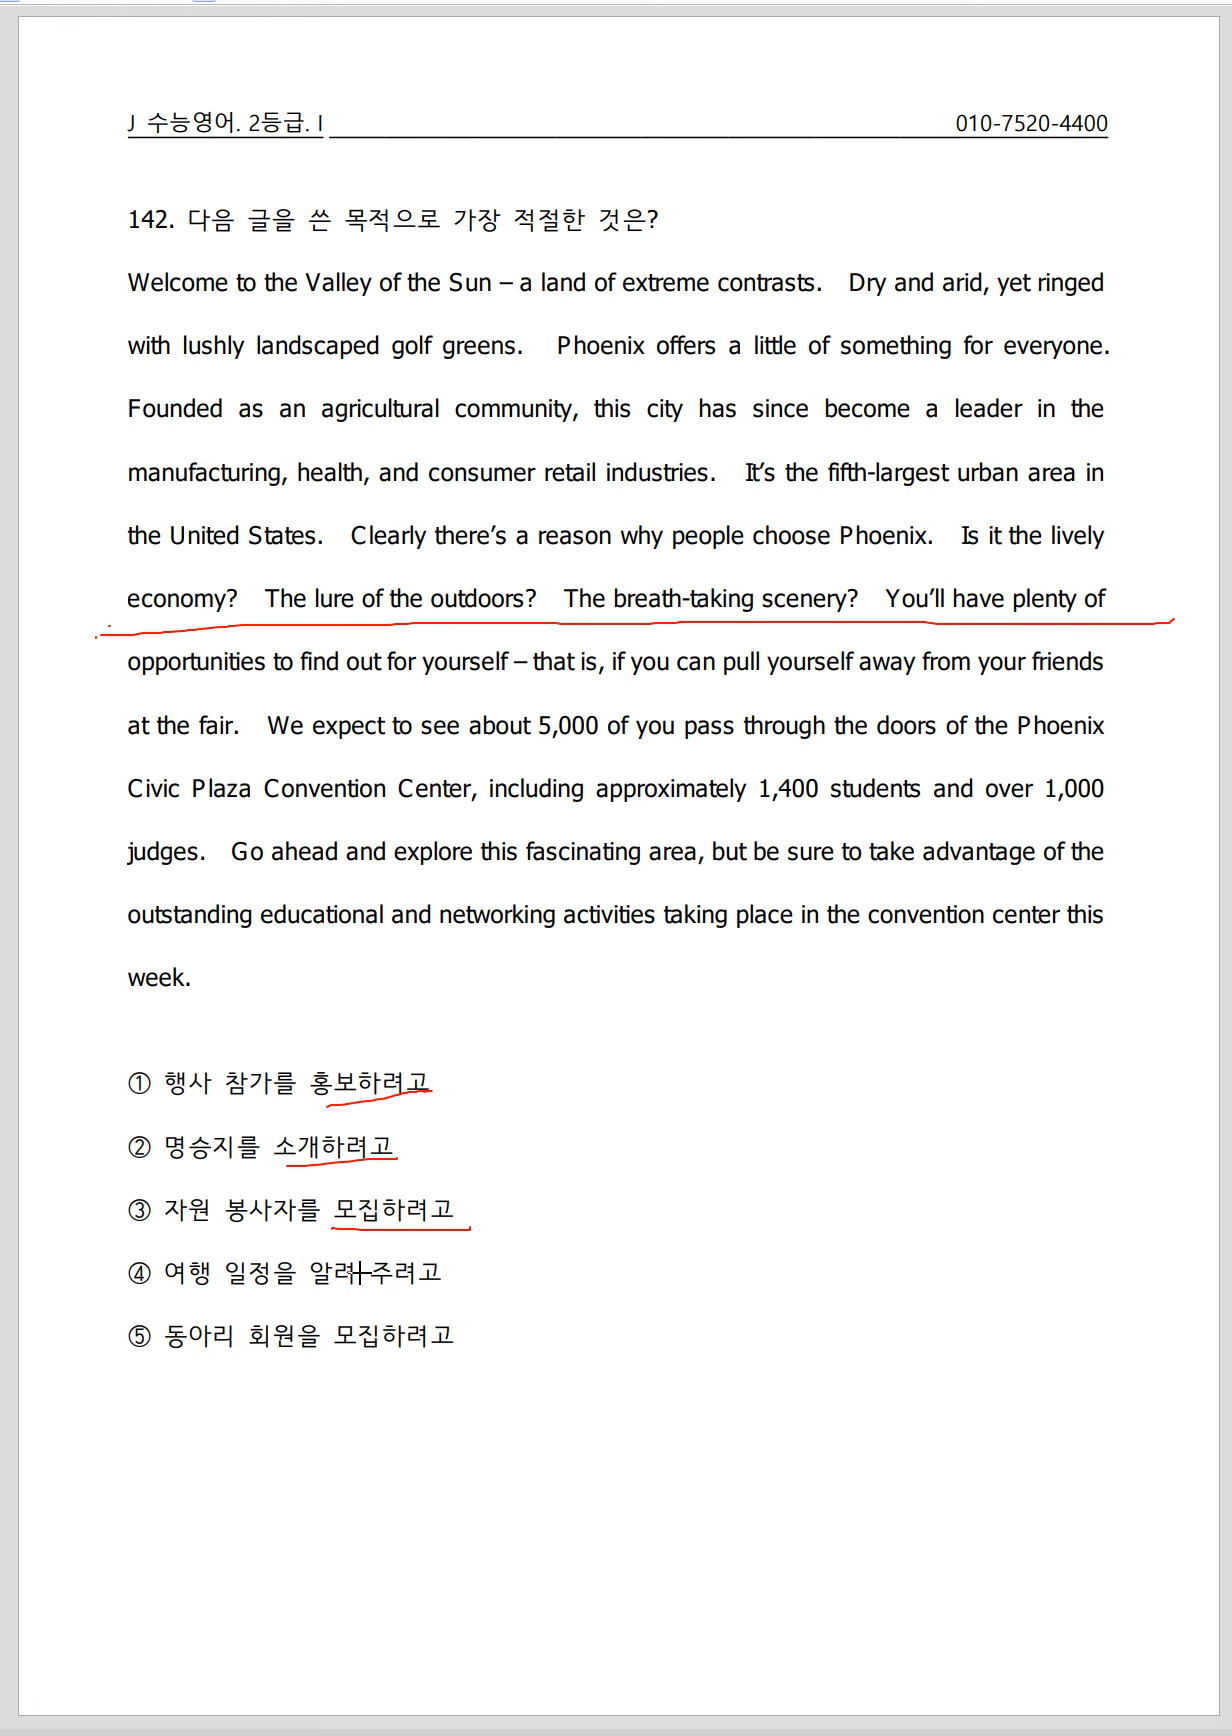 J 수능영어. 2등급. I 010-7520-4400
142. 다음 글을 쓴 목적으로 가장 적절한 것은?
Welcome to the Valley of the Sun – a land of extreme contrasts. Dry and arid, yet ringed
with lushly landscaped golf greens. Phoenix offers a little of something for everyone.
Founded as an agricultural community, this city has since become a leader in the
manufacturing, health, and consumer retail industries. It’s the fifth-largest urban area in
the United States. Clearly there’s a reason why people choose Phoenix. Is it the lively
economy? The lure of the outdoors? The breath-taking scenery? You’ll have plenty of
opportunities to find out for yourself – that is, if you can pull yourself away from your friends
at the fair. We expect to see about 5,000 of you pass through the doors of the Phoenix
Civic Plaza Convention Center, including approximately 1,400 students and over 1,000
judges. Go ahead and explore this fascinating area, but be sure to take advantage of the
outstanding educational and networking activities taking place in the convention center this
week.
① 행사 참가를 홍보하려고
② 명승지를 소개하려고
③ 자원 봉사자를 모집하려고
④ 여행 일정을 알려 주려고
⑤ 동아리 회원을 모집하려고